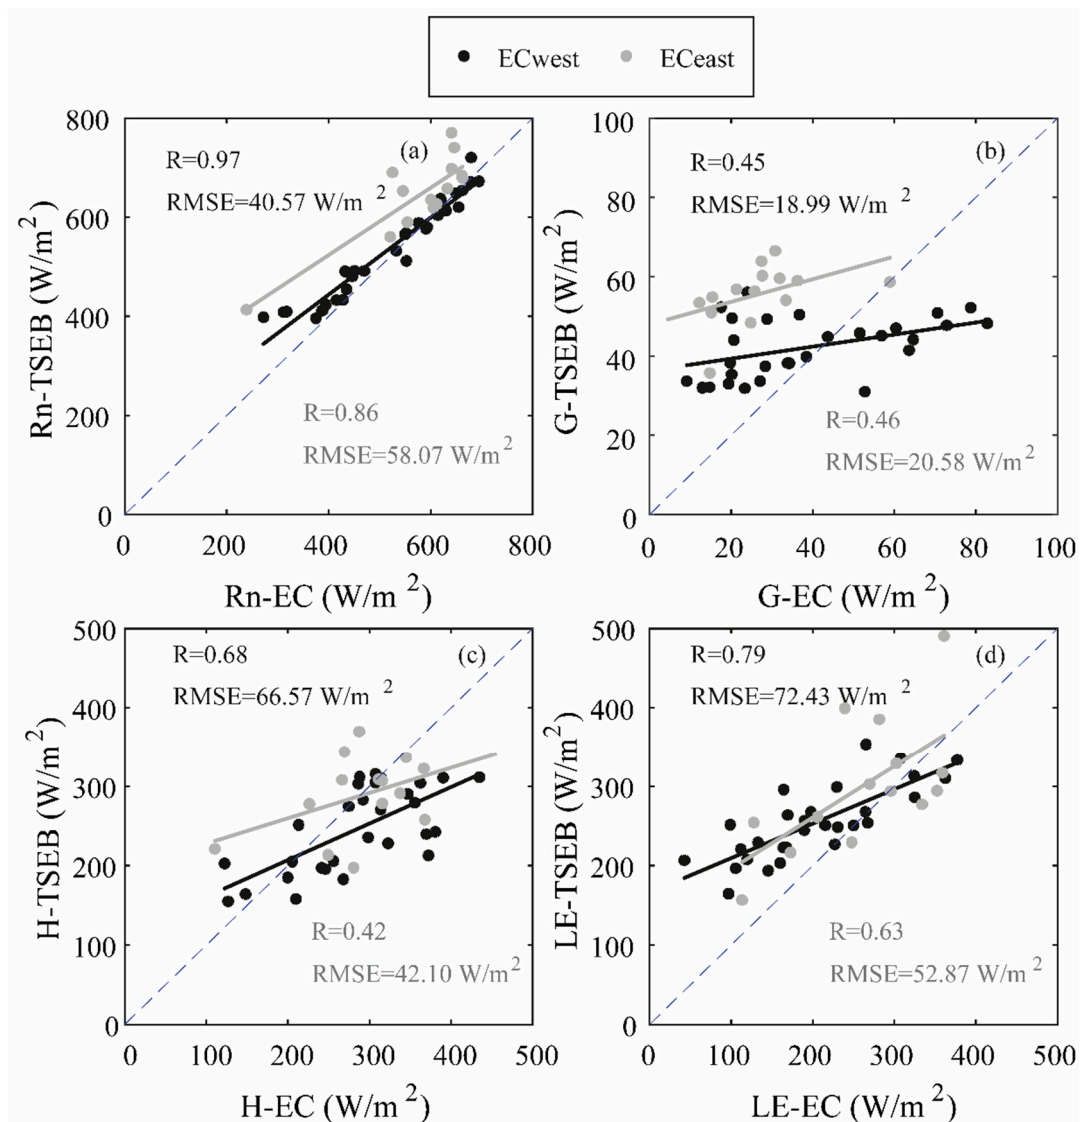 ECwest ECeast
800
600
400
200
0
0 200 400 600 800
Rn-TSEB (W/m²)
Rn-EC (W/m ²)
(a)
R=0.97
RMSE=40.57 W/m ²
R=0.86
RMSE=58.07 W/m²
100
80
60
40
20
0
0 20 40 60 80 100
G-TSEB (W/m²)
G-EC (W/m ²)
(b)
R=0.45
RMSE=18.99 W/m ²
R=0.46
RMSE=20.58 W/m²
500
400
300
200
100
0
0 100 200 300 400 500
H-TSEB (W/m²)
H-EC (W/m ²)
(c)
R=0.68
RMSE=66.57 W/m ²
R=0.42
RMSE=42.10 W/m²
500
400
300
200
100
0
0 100 200 300 400 500
LE-TSEB (W/m²)
LE-EC (W/m ²)
(d)
R=0.79
RMSE=72.43 W/m ²
R=0.63
RMSE=52.87 W/m²